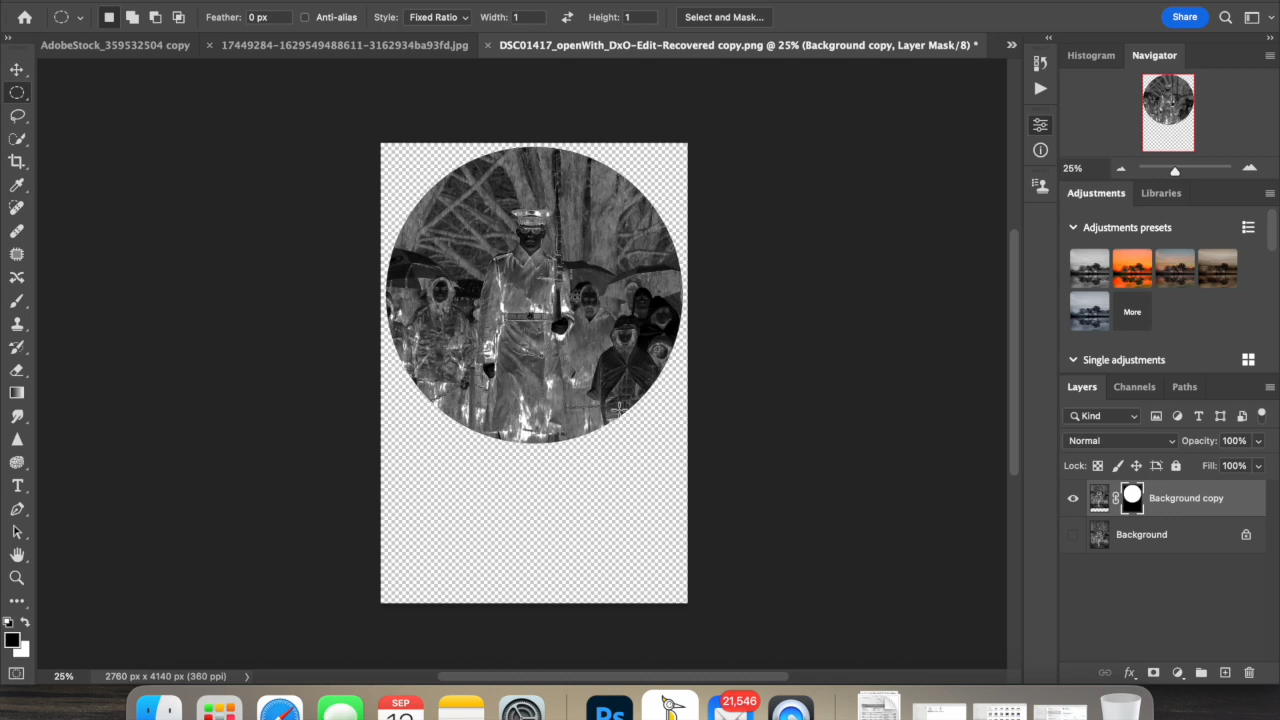 Feather: 0 px Anti-alias Style: Fixed Ratio Width: 1 Height: 1 Select and Mask... Share
AdobeStock_359532504 copy 17449284-1629549488611-3162934ba93fd.jpg DSC01417_openWith_DxO-Edit-Recovered copy.png @ 25% (Background copy, Layer Mask/8) *
Histogram Navigator
25%
Adjustments Libraries
Adjustments presets
More
Single adjustments
Layers Channels Paths
Kind
Normal Opacity: 100%
Lock: Fill: 100%
Background copy
Background
25% 2760 px x 4140 px (360 ppi)
SEP
Ps
21,546